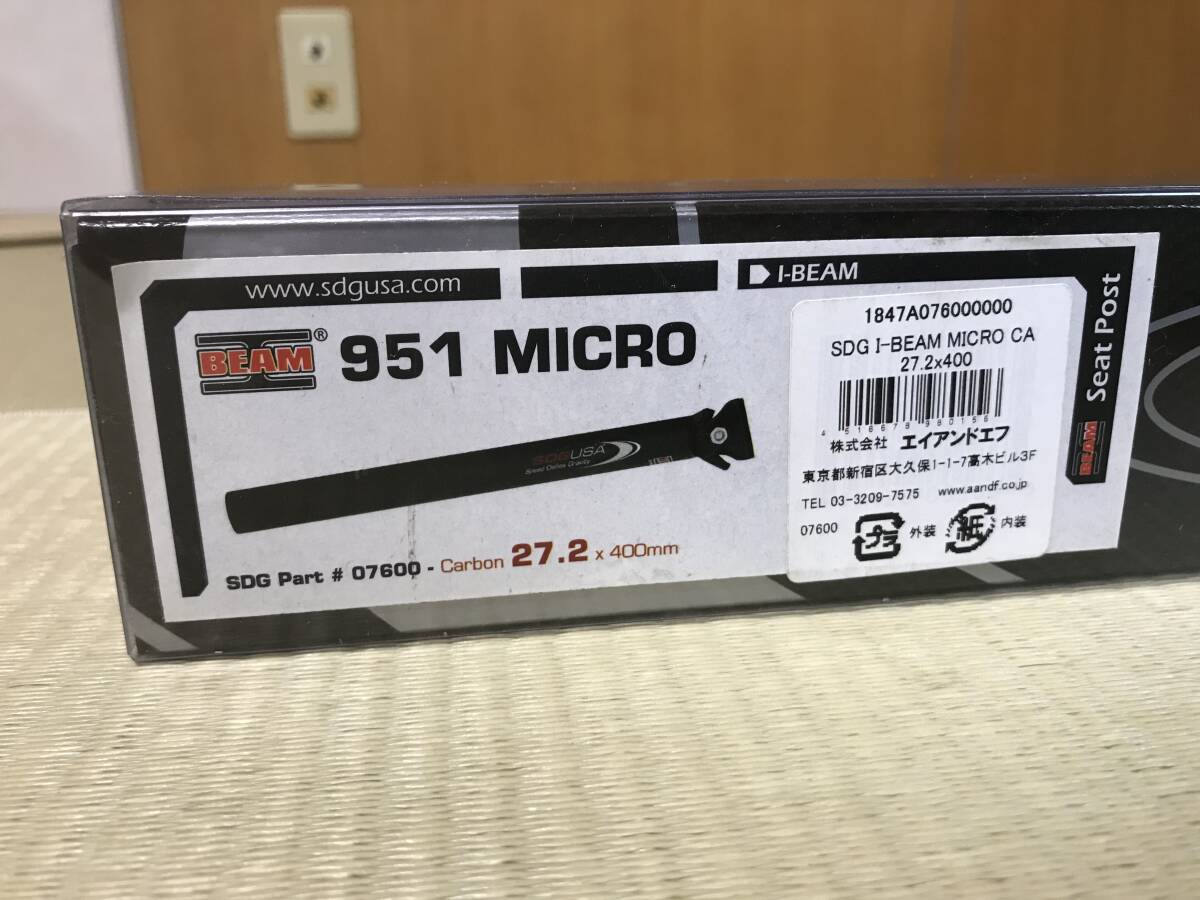 www.sdgusa.com
I-BEAM
BEAM®
951 MICRO
SDGUSA
Speed Defies Gravity
SDG Part # 07600 - Carbon 27.2 x 400mm
1847A076000000
SDG I-BEAM MICRO CA
27.2x400
4 516678 980156
株式会社 エイアンドエフ
東京都新宿区大久保1-1-7高木ビル3F
TEL 03-3209-7575 www.aandf.co.jp
07600 プラ 外装 紙 内装
Seat Post
BEAM